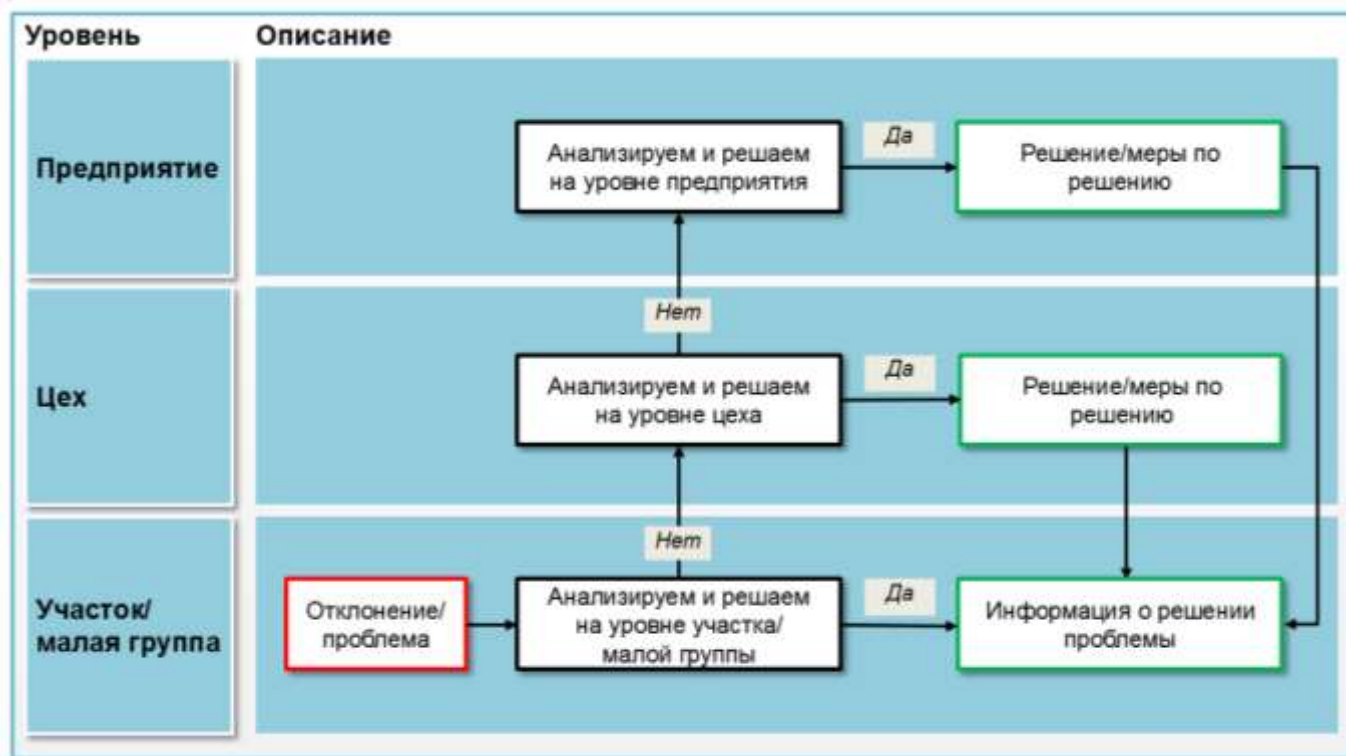 Уровень
Описание
Предприятие
Анализируем и решаем
на уровне предприятия
Да
Решение/меры по
решению
Нет
Цех
Анализируем и решаем
на уровне цеха
Да
Решение/меры по
решению
Нет
Участок/
малая группа
Отклонение/
проблема
Анализируем и решаем
на уровне участка/
малой группы
Да
Информация о решении
проблемы